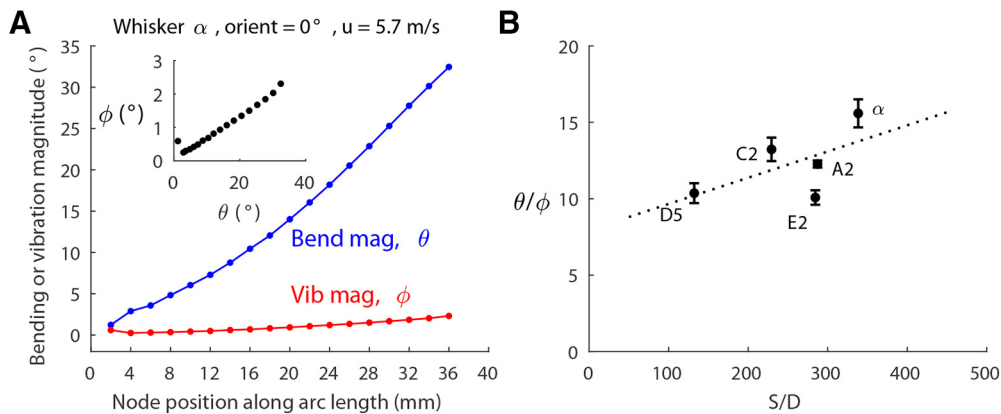 A
Whisker α , orient = 0° , u = 5.7 m/s
Bending or vibration magnitude (°)
35
30
25
20
15
10
5
0
0 4 8 12 16 20 24 28 32 36 40
Node position along arc length (mm)
ϕ (°)
3
2
1
0
0 20 40
θ (°)
Bend mag, θ
Vib mag, ϕ
B
θ/ϕ
20
15
10
5
0
0 100 200 300 400 500
S/D
α
C2
A2
D5
E2